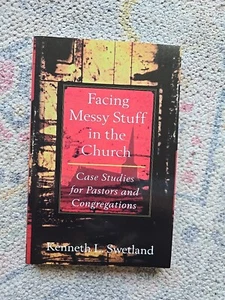 Facing
Messy Stuff
in the
Church
Case Studies
for Pastors and
Congregations
Kenneth L. Swetland